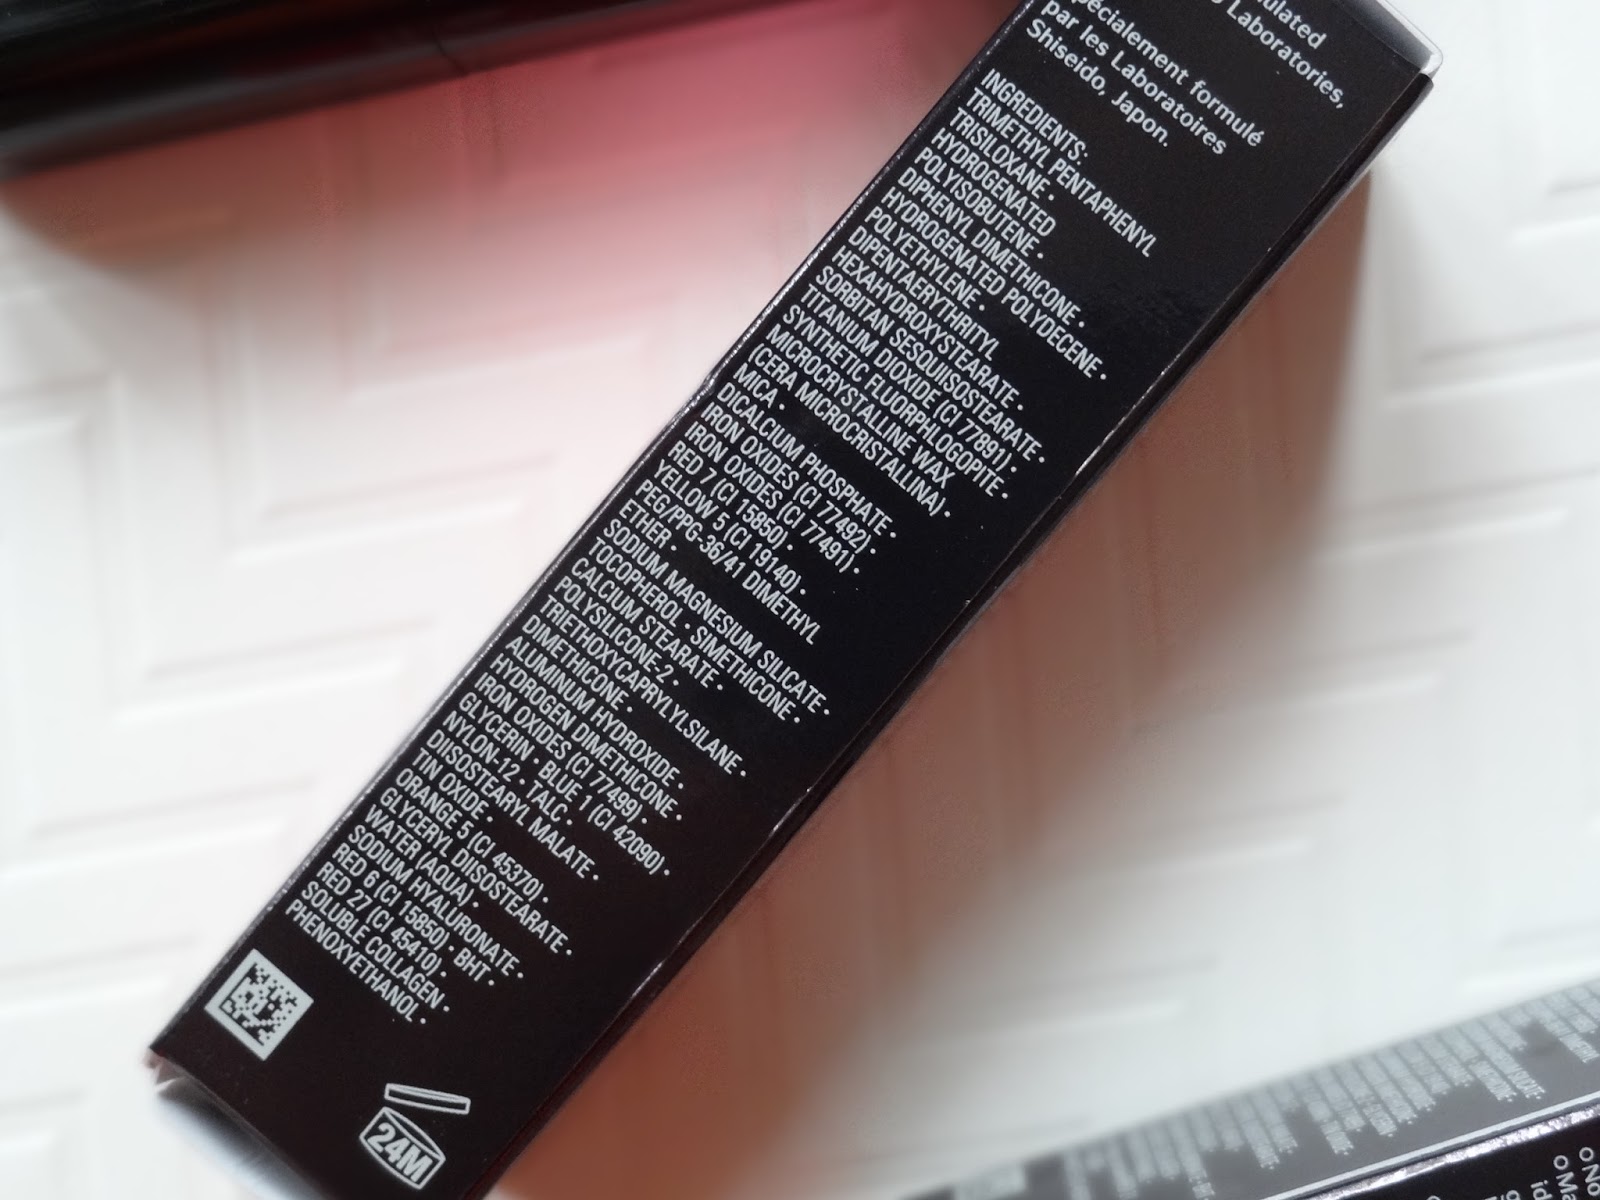 ulated
Laboratories,
écialement formulé
par les Laboratoires
Shiseido, Japon.
INGREDIENTS:
TRIMETHYL PENTAPHENYL
TRISILOXANE •
HYDROGENATED
POLYISOBUTENE •
DIPHENYL DIMETHICONE •
HYDROGENATED POLYDECENE •
POLYETHYLENE •
DIPENTAERYTHRITYL
HEXAHYDROXYSTEARATE •
SORBITAN SESQUIISOSTEARATE •
TITANIUM DIOXIDE (CI 77891) •
SYNTHETIC FLUORPHLOGOPITE •
MICROCRYSTALLINE WAX
(CERA MICROCRISTALLINA) •
MICA •
DICALCIUM PHOSPHATE •
IRON OXIDES (CI 77492) •
IRON OXIDES (CI 77491) •
RED 7 (CI 15850) •
YELLOW 5 (CI 19140) •
PEG/PPG-36/41 DIMETHYL
ETHER •
SODIUM MAGNESIUM SILICATE •
TOCOPHEROL • SIMETHICONE •
CALCIUM STEARATE •
POLYSILICONE-2 •
TRIETHOXYCAPRYLYLSILANE •
DIMETHICONE •
ALUMINUM HYDROXIDE •
HYDROGEN DIMETHICONE •
IRON OXIDES (CI 77499) •
GLYCERIN • BLUE 1 (CI 42090) •
NYLON-12 • TALC •
DIISOSTEARYL MALATE •
TIN OXIDE •
ORANGE 5 (CI 45370) •
GLYCERYL DIISOSTEARATE •
WATER (AQUA) •
SODIUM HYALURONATE •
RED 6 (CI 15850) • BHT •
RED 27 (CI 45410) •
SOLUBLE COLLAGEN •
PHENOXYETHANOL •
24M